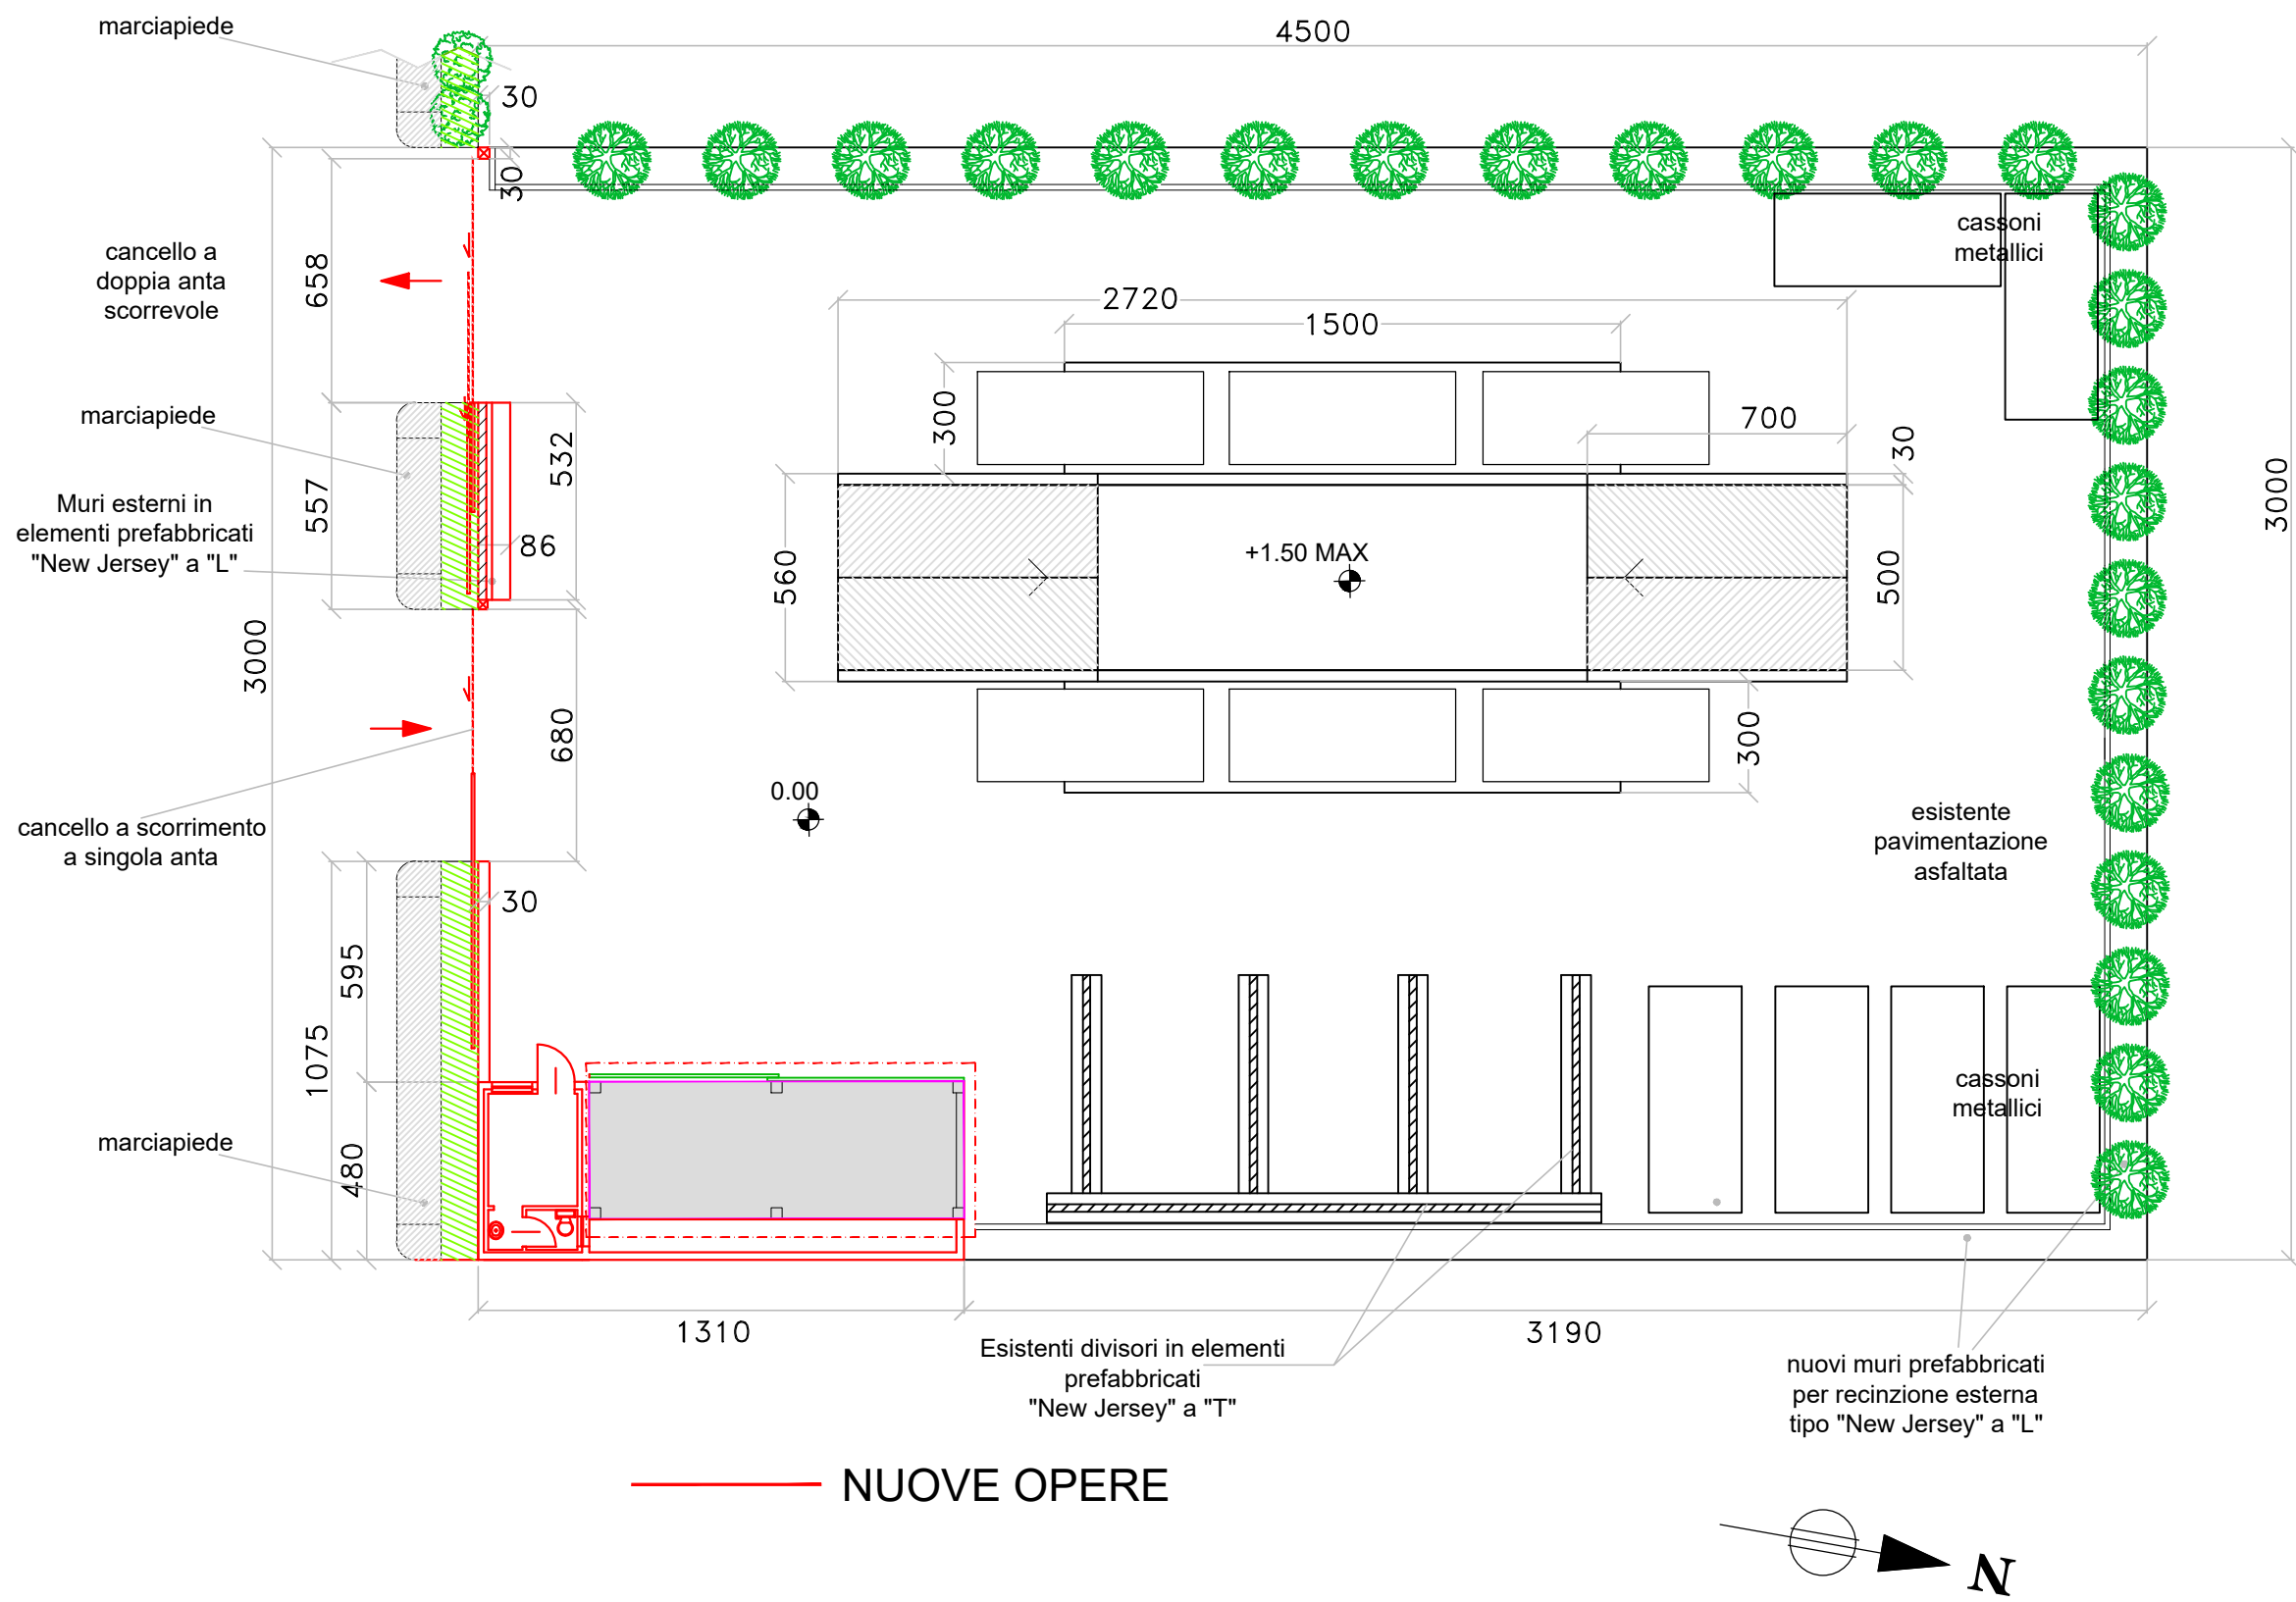 marciapiede
4500
30
30
cancello a
doppia anta
scorrevole
658
cassoni
metallici
2720
1500
300
700
30
marciapiede
532
557
Muri esterni in
elementi prefabbricati
"New Jersey" a "L"
86
560
+1.50 MAX
500
3000
3000
680
300
0.00
cancello a scorrimento
a singola anta
esistente
pavimentazione
asfaltata
30
595
1075
480
marciapiede
cassoni
metallici
1310
3190
Esistenti divisori in elementi
prefabbricati
"New Jersey" a "T"
nuovi muri prefabbricati
per recinzione esterna
tipo "New Jersey" a "L"
NUOVE OPERE
N